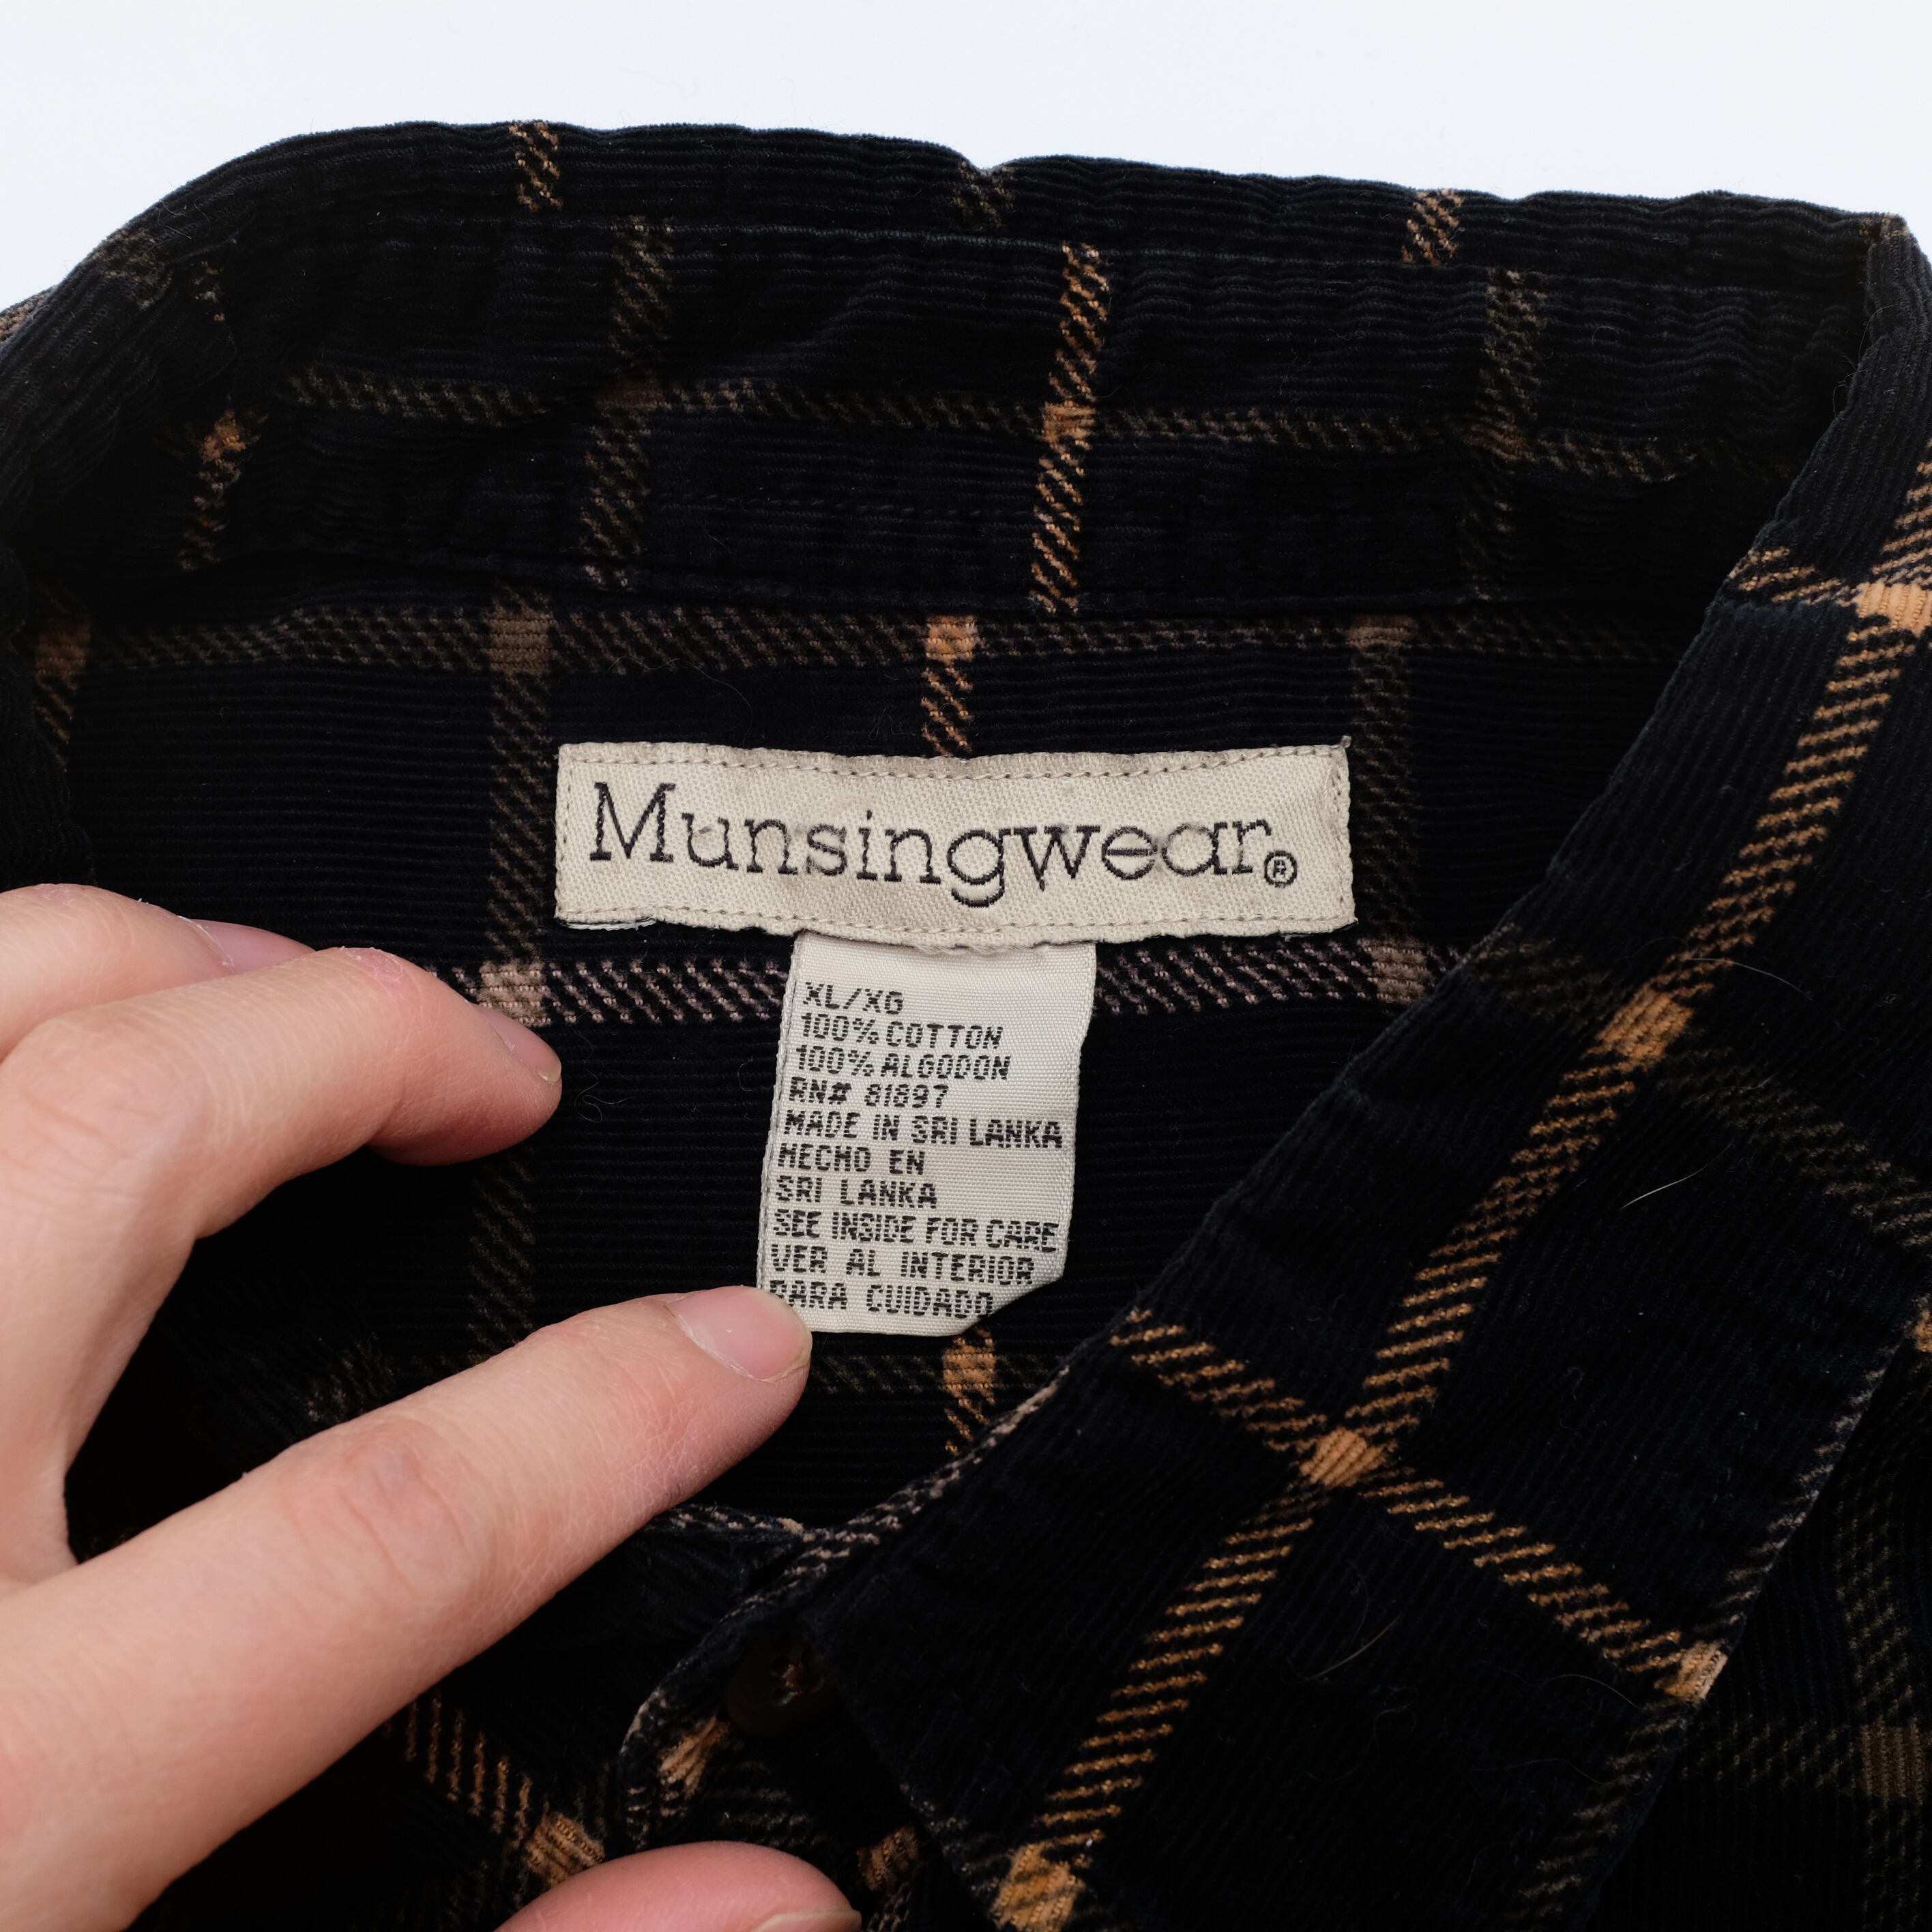 Munsingwear®
XL/XG
100% COTTON
100% ALGODON
RN# 81897
MADE IN SRI LANKA
HECHO EN
SRI LANKA
SEE INSIDE FOR CARE
VER AL INTERIOR
PARA CUIDADO